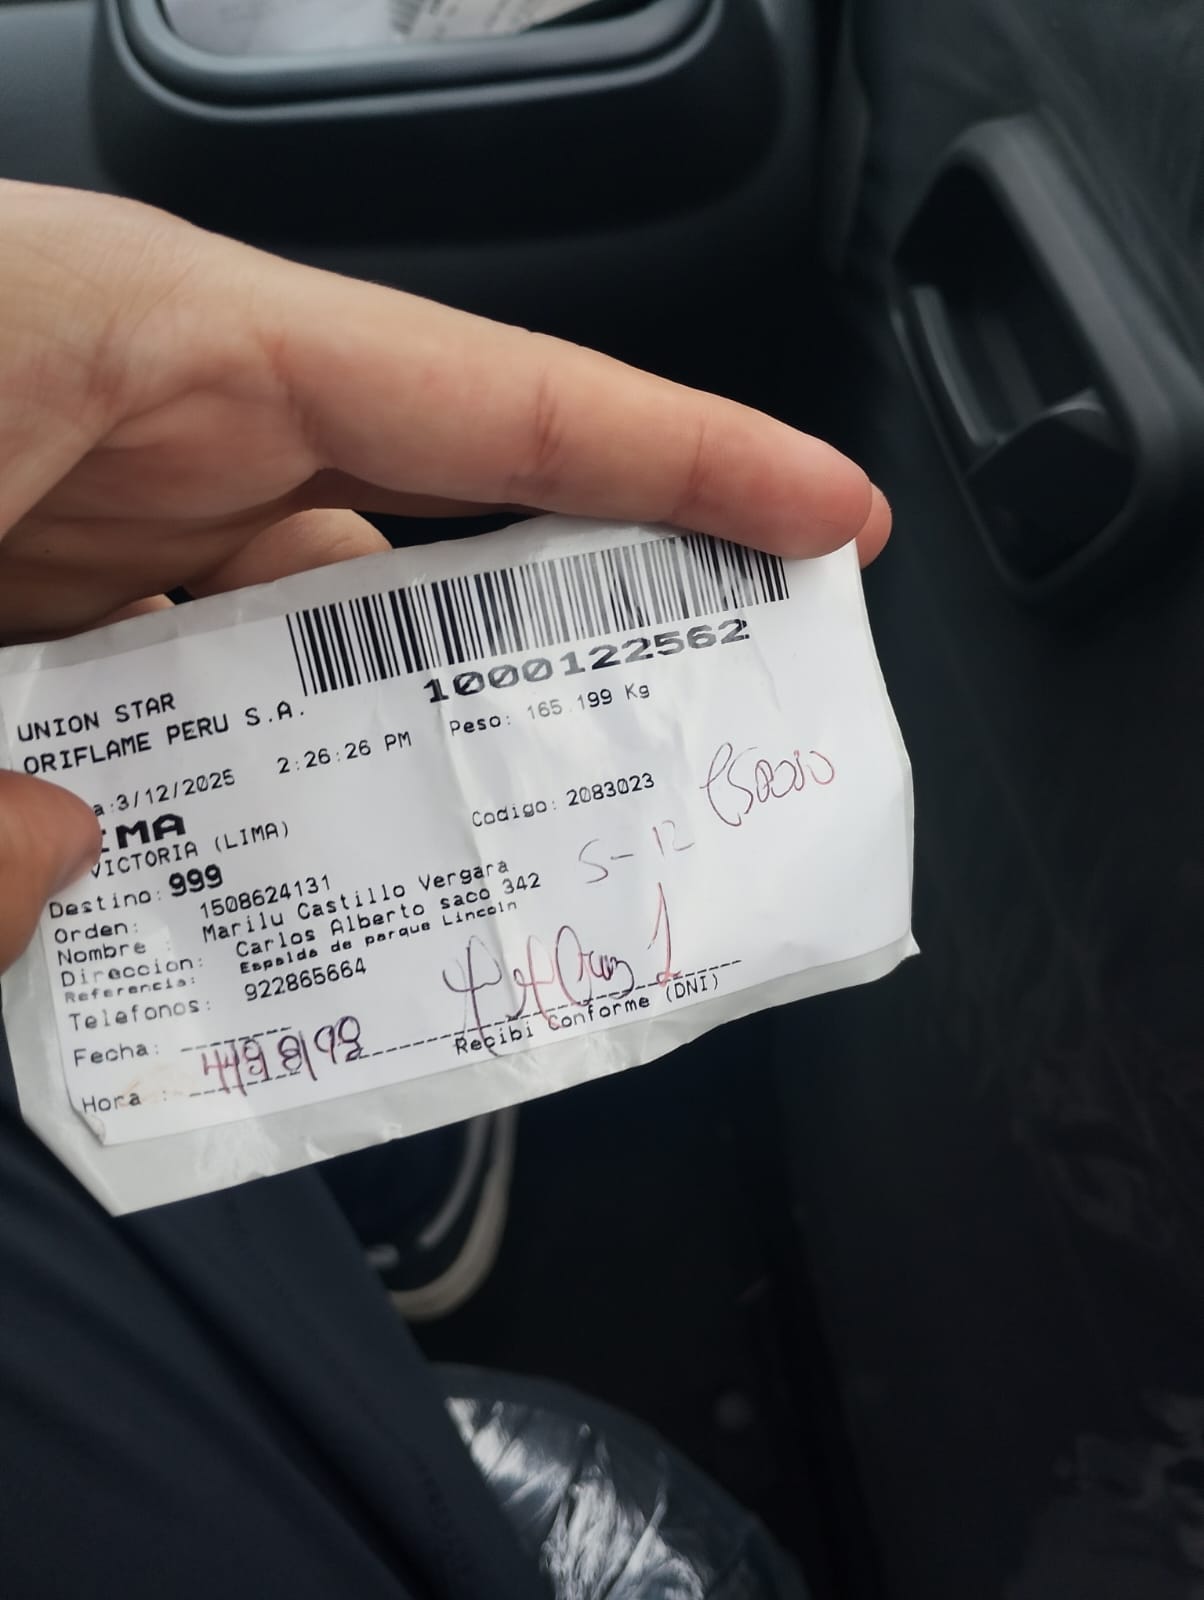 1000122562
UNION STAR
ORIFLAME PERU S.A.
a:3/12/2025 2:26:26 PM Peso: 165.199 Kg
IMA Codigo: 2083023
VICTORIA (LIMA)
S-12
Destino: 999
Orden: 1508624131
Nombre : Marilu Castillo Vergara
Direccion: Carlos Alberto saco 342
Referencia: Espalda de parque Lincoln
Telefonos: 922865664
Fecha:
Recibi Conforme (DNI)
Hora :